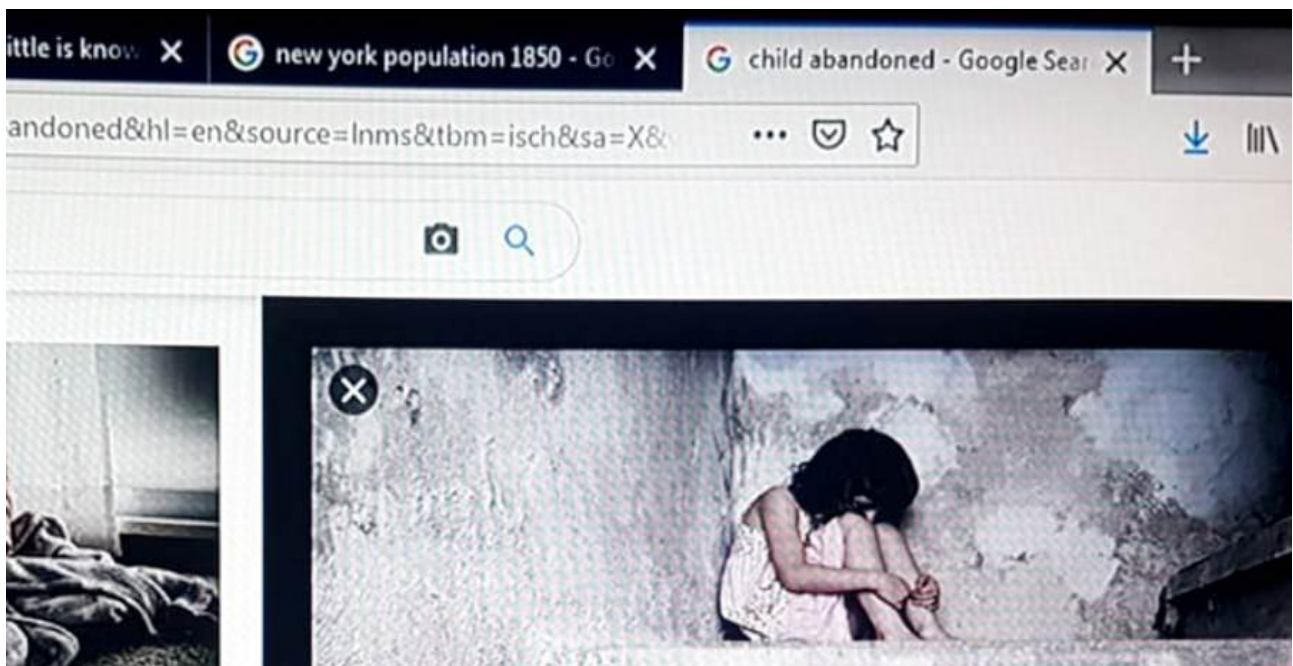 ittle is know
new york population 1850 - Go
child abandoned - Google Sear
andoned&hl=en&source=lnms&tbm=isch&sa=X&